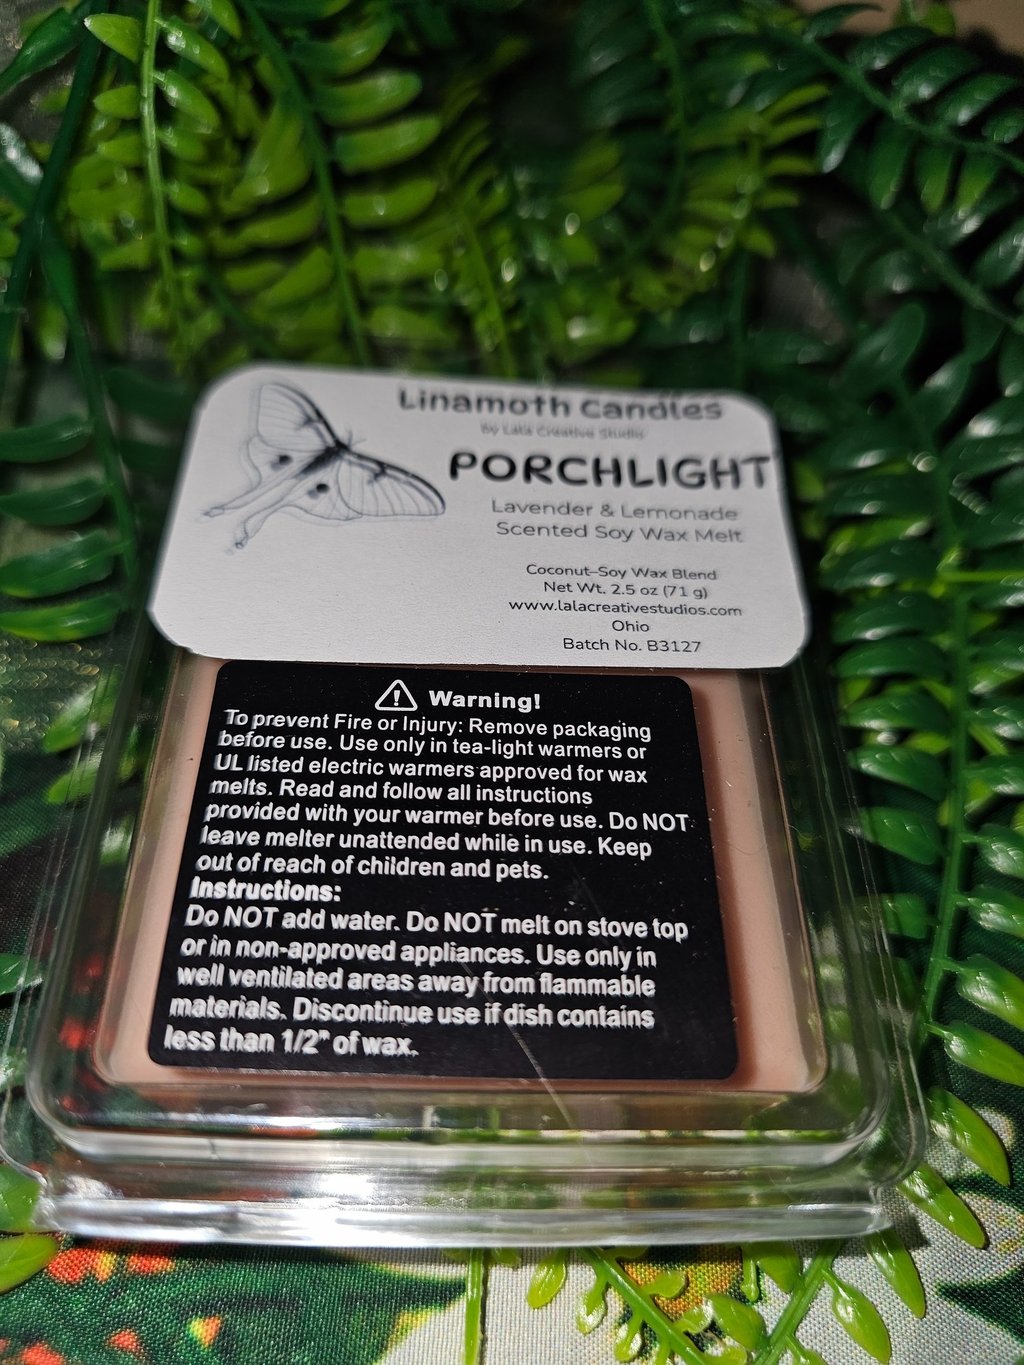 Linamoth Candles
by Lala Creative Studio
PORCHLIGHT
Lavender & Lemonade
Scented Soy Wax Melt
Coconut-Soy Wax Blend
Net Wt. 2.5 oz (71 g)
www.lalacreativestudios.com
Ohio
Batch No. B3127
Warning!
To prevent Fire or Injury: Remove packaging
before use. Use only in tea-light warmers or
UL listed electric warmers approved for wax
melts. Read and follow all instructions
provided with your warmer before use. Do NOT
leave melter unattended while in use. Keep
out of reach of children and pets.
Instructions:
Do NOT add water. Do NOT melt on stove top
or in non-approved appliances. Use only in
well ventilated areas away from flammable
materials. Discontinue use if dish contains
less than 1/2" of wax.